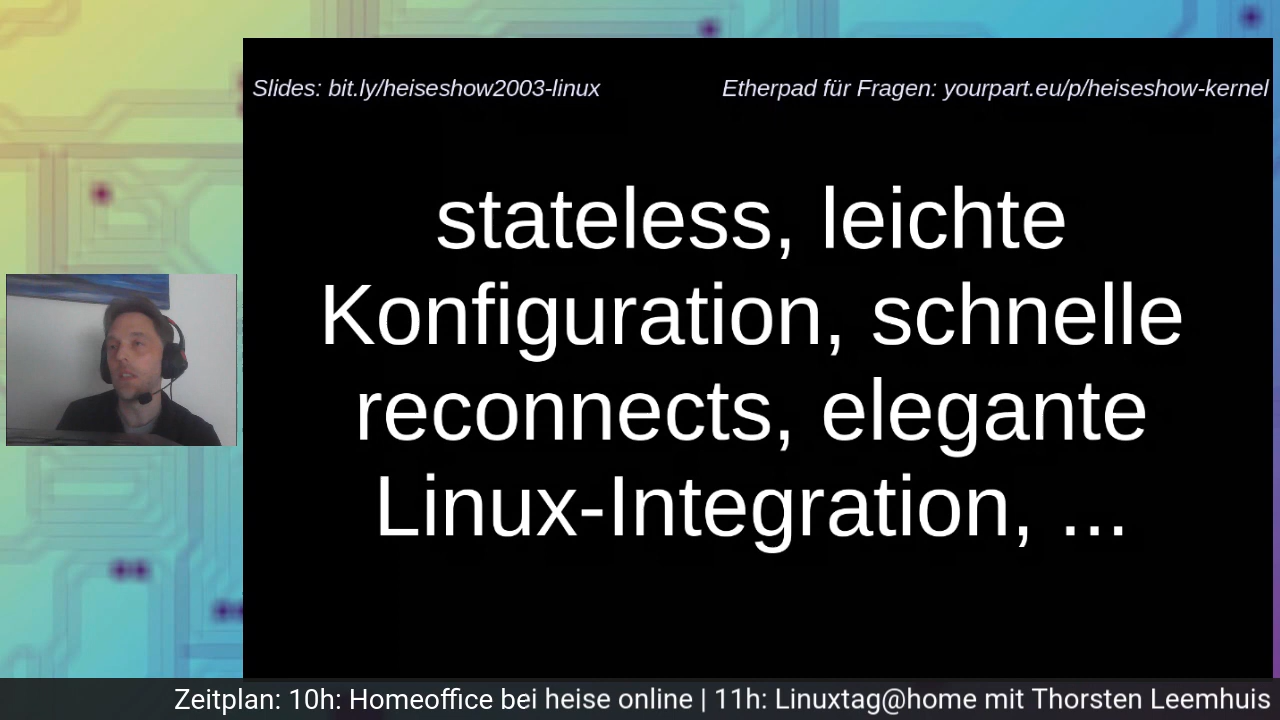 Slides: bit.ly/heiseshow2003-linux
Etherpad für Fragen: yourpart.eu/p/heiseshow-kernel
stateless, leichte
Konfiguration, schnelle
reconnects, elegante
Linux-Integration, ...
Zeitplan: 10h: Homeoffice bei heise online | 11h: Linuxtag@home mit Thorsten Leemhuis